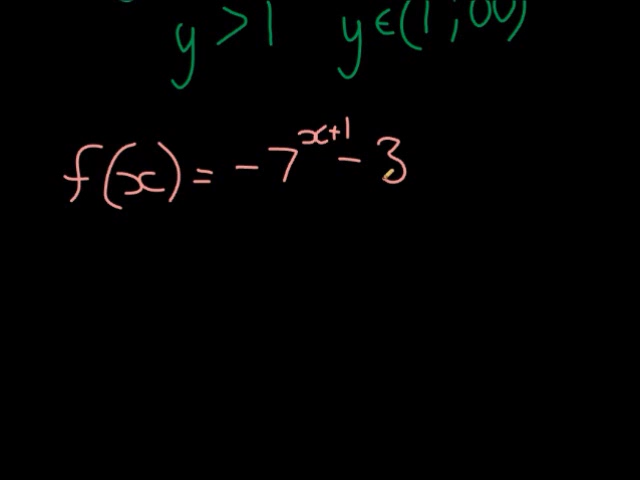 y > 1 y ∈ (1 ; ∞)
f(x) = -7^{x+1} - 3